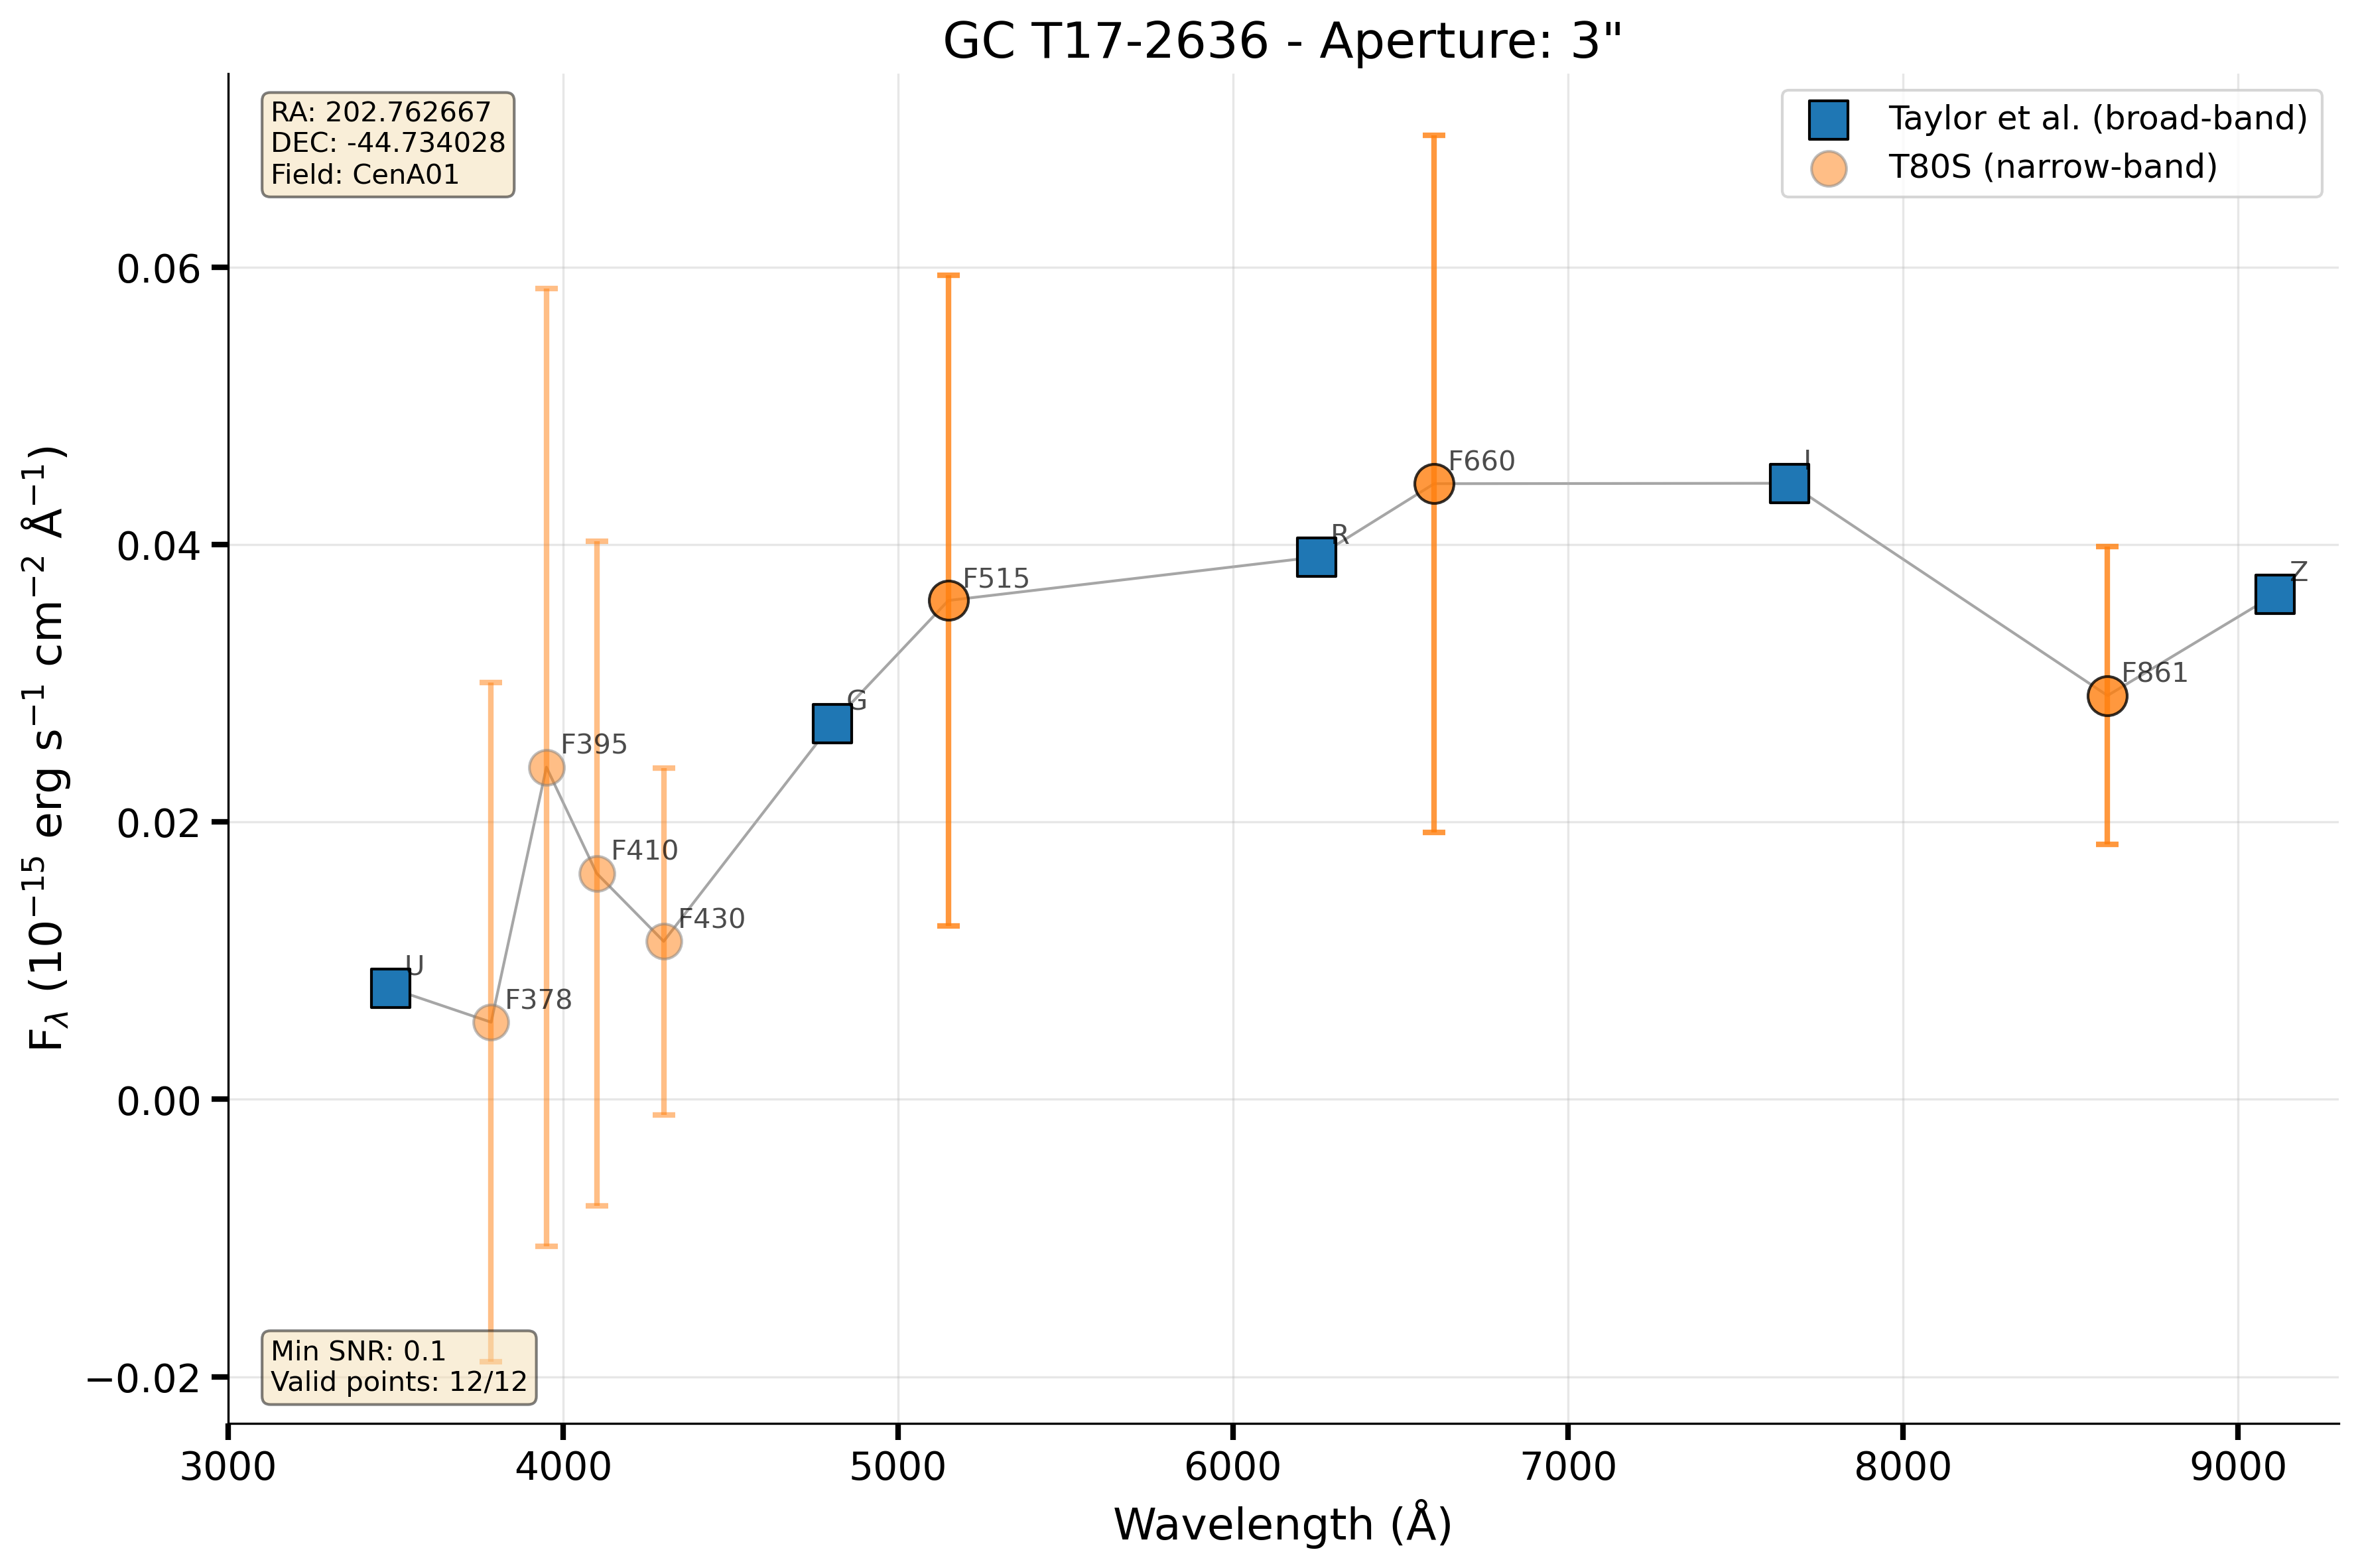 GC T17-2636 - Aperture: 3"
RA: 202.762667
DEC: -44.734028
Field: CenA01
Taylor et al. (broad-band)
T80S (narrow-band)
F_λ (10⁻¹⁵ erg s⁻¹ cm⁻² Å⁻¹)
0.06
0.04
0.02
0.00
−0.02
U
F378
F395
F410
F430
G
F515
R
F660
I
F861
Z
Min SNR: 0.1
Valid points: 12/12
3000 4000 5000 6000 7000 8000 9000
Wavelength (Å)